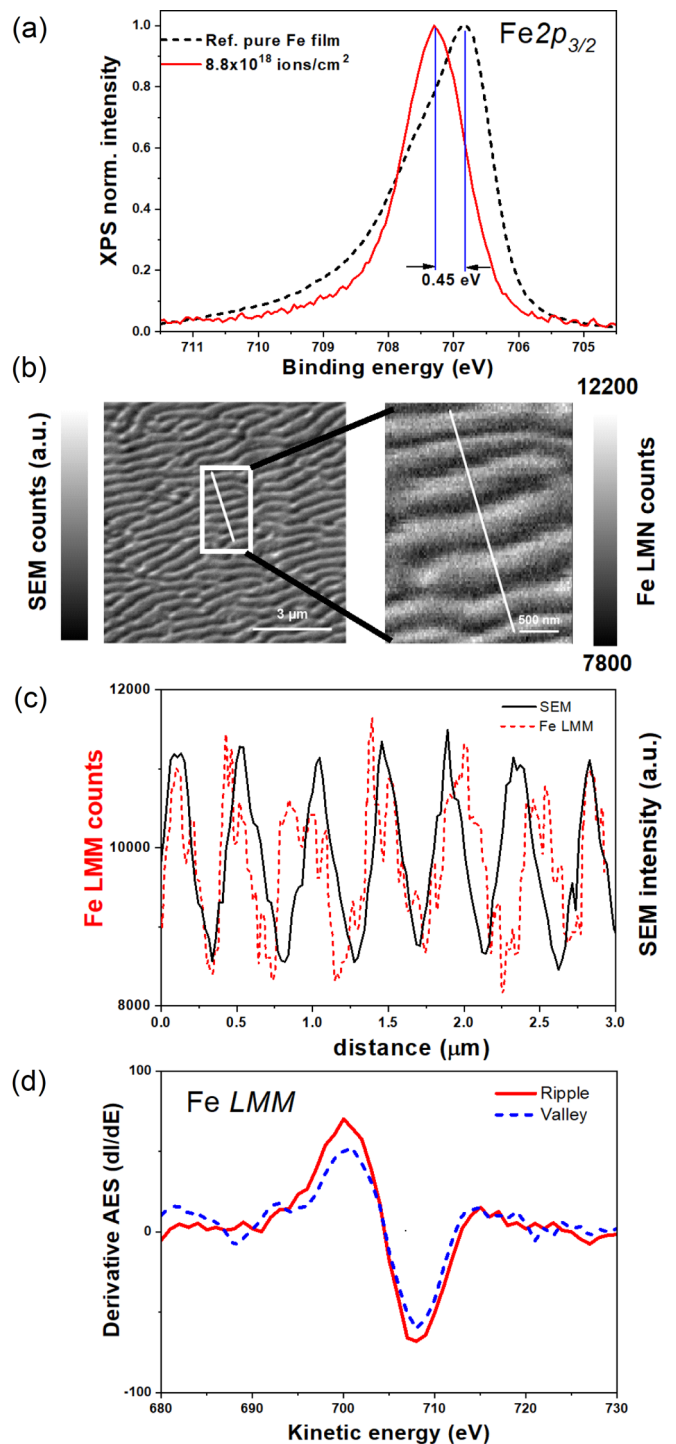 (a)
Fe2p3/2
Ref. pure Fe film
8.8x10^18 ions/cm^2
XPS norm. intensity
1.0
0.8
0.6
0.4
0.2
0.0
0.45 eV
711 710 709 708 707 706 705
Binding energy (eV)
(b)
12200
SEM counts (a.u.)
3 µm
500 nm
Fe LMN counts
7800
(c)
12000
10000
8000
Fe LMM counts
SEM
Fe LMM
SEM intensity (a.u.)
0.0 0.5 1.0 1.5 2.0 2.5 3.0
distance (µm)
(d)
100
0
-100
Fe LMM
Ripple
Valley
Derivative AES (dI/dE)
680 690 700 710 720 730
Kinetic energy (eV)